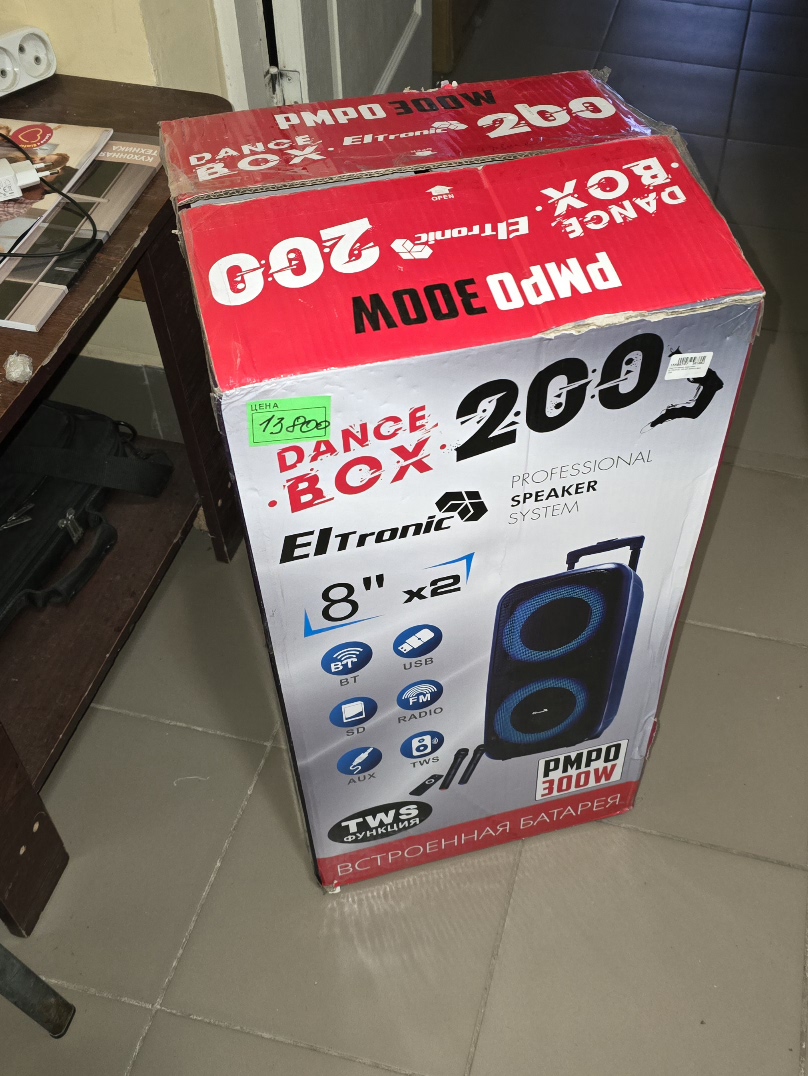 КУХОННАЯ
ТЕХНИКА
PMPO 300W
DANCE
BOX
ElTronic
200
OPEN
DANCE
BOX
ElTronic
200
PMPO 300W
ЦЕНА
13800
DANCE
BOX
200
ElTronic
PROFESSIONAL
SPEAKER
SYSTEM
8" x2
BT
BT
USB
SD
FM
RADIO
AUX
TWS
PMPO
300W
TWS
ФУНКЦИЯ
ВСТРОЕННАЯ БАТАРЕЯ